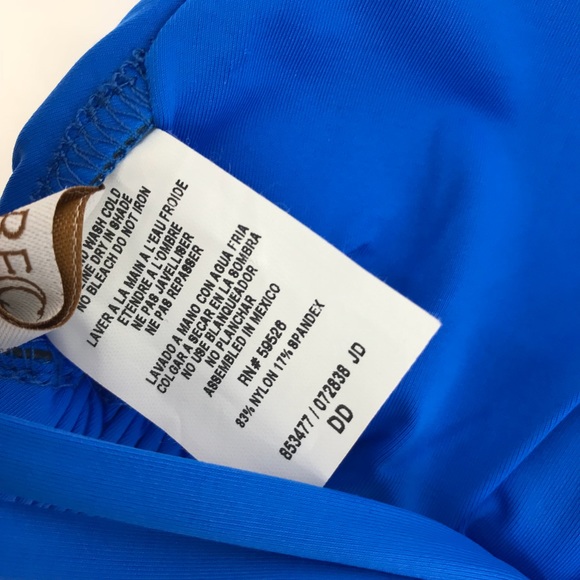 WASH COLD
LINE DRY IN SHADE
NO BLEACH DO NOT IRON
LAVER A LA MAIN A L'EAU FROIDE
ETENDRE A L'OMBRE
NE PAS JAVELLISER
NE PAS REPASSER
LAVADO A MANO CON AGUA FRIA
COLGAR A SECAR EN LA SOMBRA
NO USE BLANQUEADOR
NO PLANCHAR
ASSEMBLED IN MEXICO
RN# 59526
83% NYLON 17% SPANDEX
853477 / 072838 JD
DD